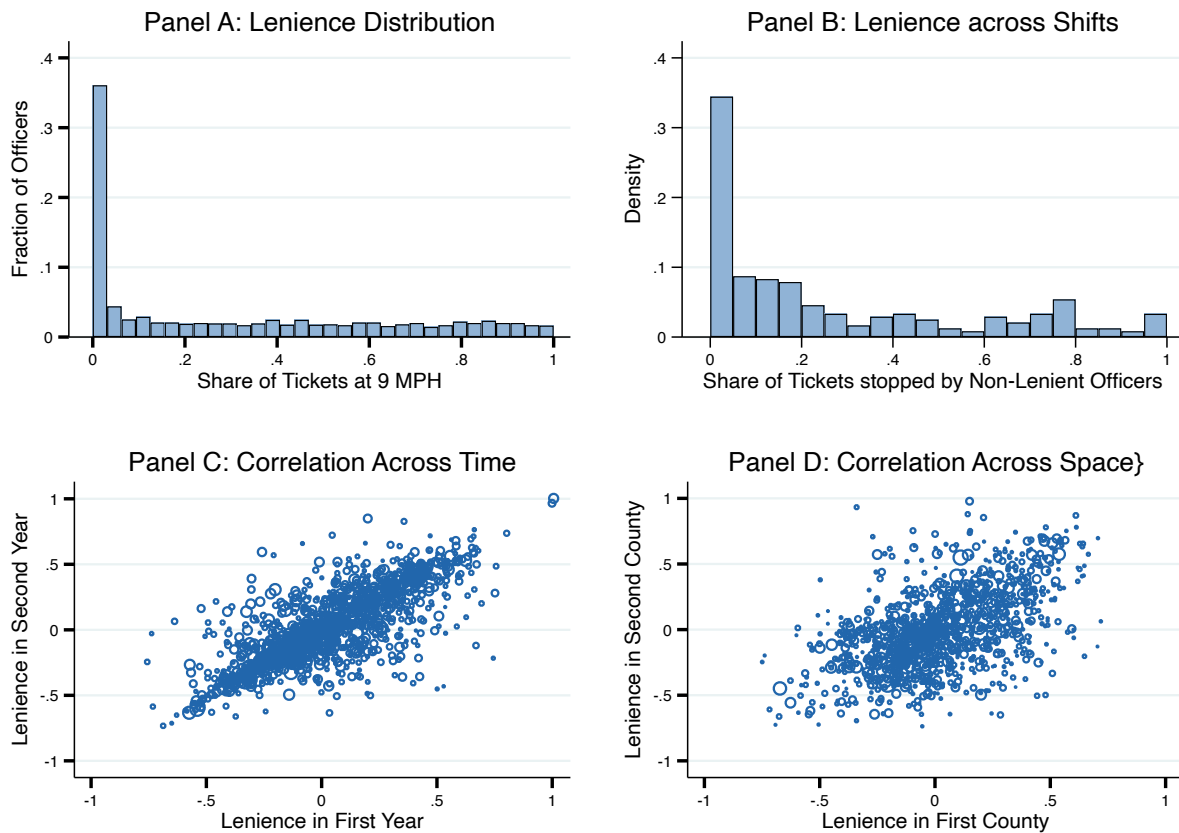 Panel A: Lenience Distribution
Fraction of Officers
.4
.3
.2
.1
0
0 .2 .4 .6 .8 1
Share of Tickets at 9 MPH
Panel B: Lenience across Shifts
Density
.4
.3
.2
.1
0
0 .2 .4 .6 .8 1
Share of Tickets stopped by Non-Lenient Officers
Panel C: Correlation Across Time
Lenience in Second Year
1
.5
0
-.5
-1
-1 -.5 0 .5 1
Lenience in First Year
Panel D: Correlation Across Space}
Lenience in Second County
1
.5
0
-.5
-1
-1 -.5 0 .5 1
Lenience in First County